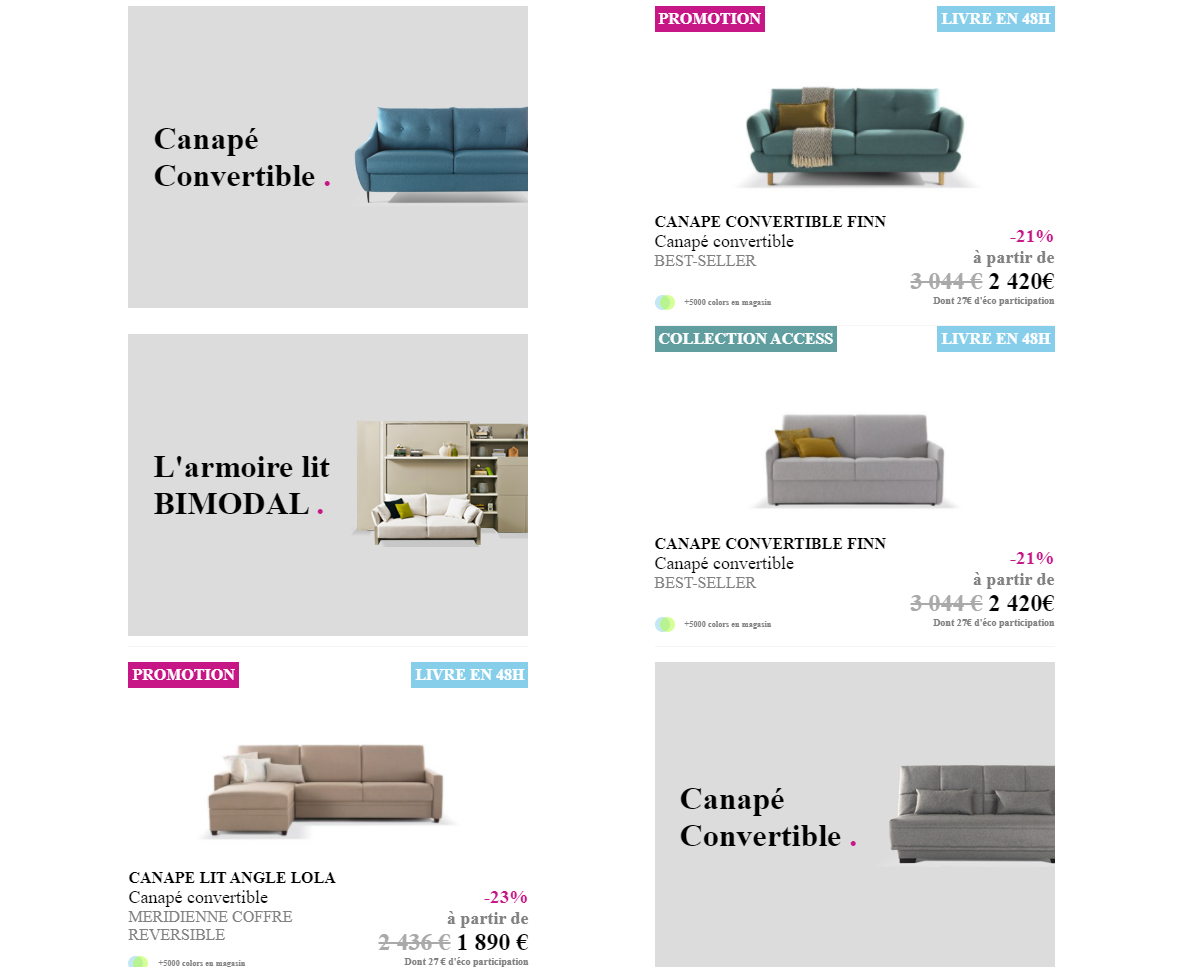 Canapé
Convertible .
PROMOTION
LIVRE EN 48H
CANAPE CONVERTIBLE FINN
Canapé convertible
BEST-SELLER
-21%
à partir de
3 044 € 2 420€
+5000 colors en magasin
Dont 27€ d'éco participation
L'armoire lit
BIMODAL .
COLLECTION ACCESS
LIVRE EN 48H
CANAPE CONVERTIBLE FINN
Canapé convertible
BEST-SELLER
-21%
à partir de
3 044 € 2 420€
+5000 colors en magasin
Dont 27€ d'éco participation
PROMOTION
LIVRE EN 48H
CANAPE LIT ANGLE LOLA
Canapé convertible
MERIDIENNE COFFRE
REVERSIBLE
-23%
à partir de
2 436 € 1 890 €
+5000 colors en magasin
Dont 27 € d'éco participation
Canapé
Convertible .